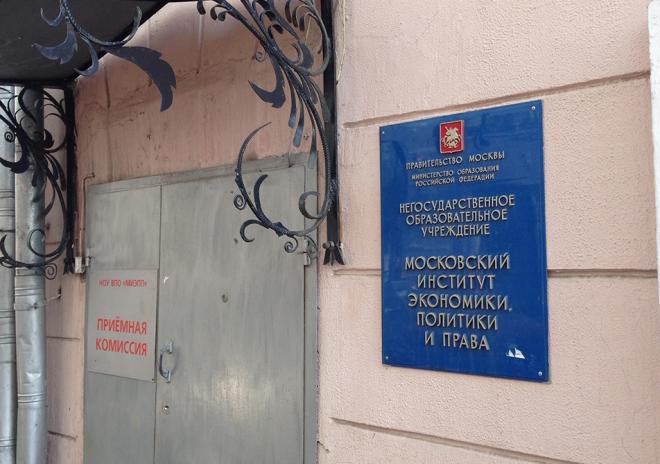 НОУ ВПО «МИЭПП»
ПРИЁМНАЯ
КОМИССИЯ
ПРАВИТЕЛЬСТВО МОСКВЫ
МИНИСТЕРСТВО ОБРАЗОВАНИЯ
РОССИЙСКОЙ ФЕДЕРАЦИИ
НЕГОСУДАРСТВЕННОЕ
ОБРАЗОВАТЕЛЬНОЕ
УЧРЕЖДЕНИЕ
МОСКОВСКИЙ
ИНСТИТУТ
ЭКОНОМИКИ,
ПОЛИТИКИ
И ПРАВА